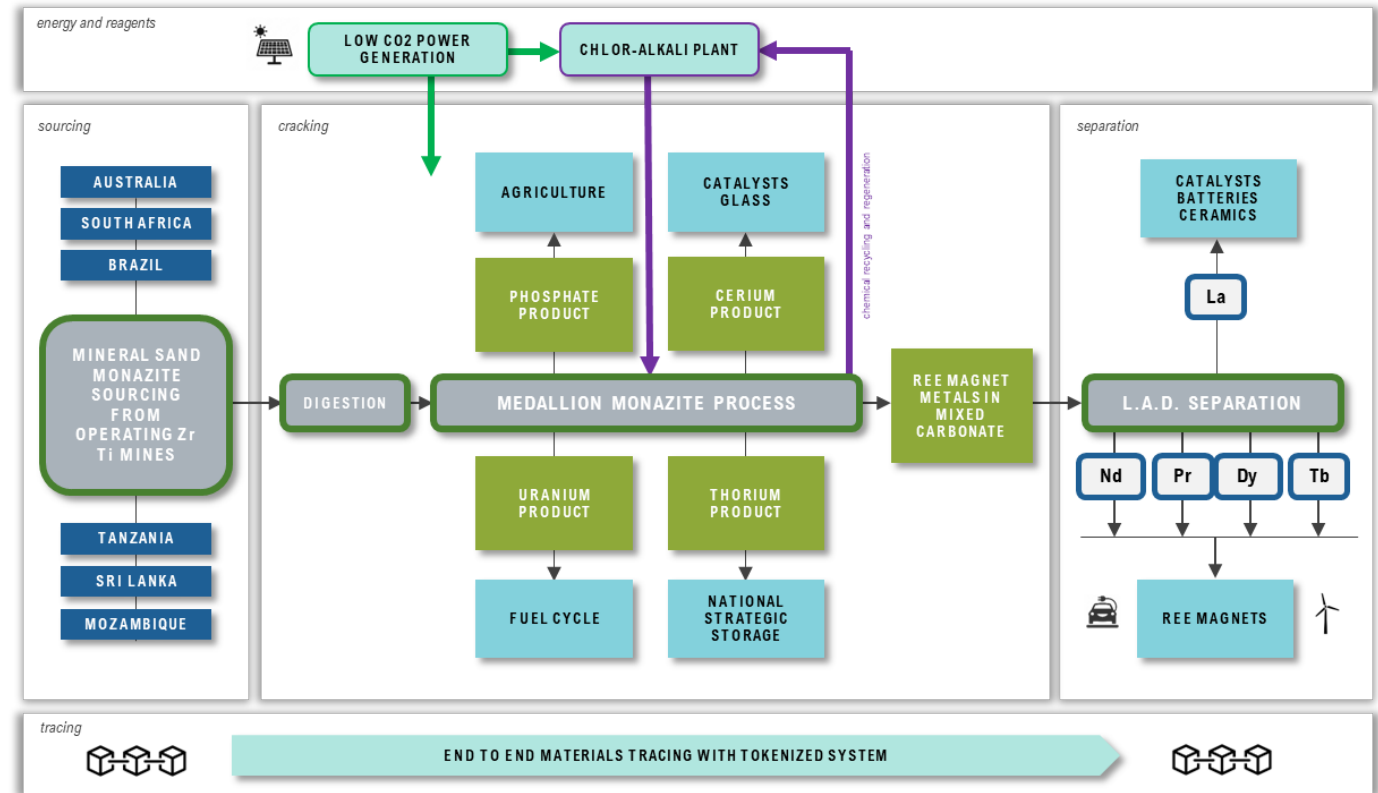 energy and reagents
LOW CO2 POWER
GENERATION
CHLOR-ALKALI PLANT
sourcing
AUSTRALIA
SOUTH AFRICA
BRAZIL
MINERAL SAND
MONAZITE
SOURCING
FROM
OPERATING Zr
Ti MINES
TANZANIA
SRI LANKA
MOZAMBIQUE
cracking
AGRICULTURE
CATALYSTS
GLASS
PHOSPHATE
PRODUCT
CERIUM
PRODUCT
chemical recycling and regeneration
DIGESTION
MEDALLION MONAZITE PROCESS
REE MAGNET
METALS IN
MIXED
CARBONATE
URANIUM
PRODUCT
THORIUM
PRODUCT
FUEL CYCLE
NATIONAL
STRATEGIC
STORAGE
separation
CATALYSTS
BATTERIES
CERAMICS
La
L.A.D. SEPARATION
Nd
Pr
Dy
Tb
REE MAGNETS
tracing
END TO END MATERIALS TRACING WITH TOKENIZED SYSTEM